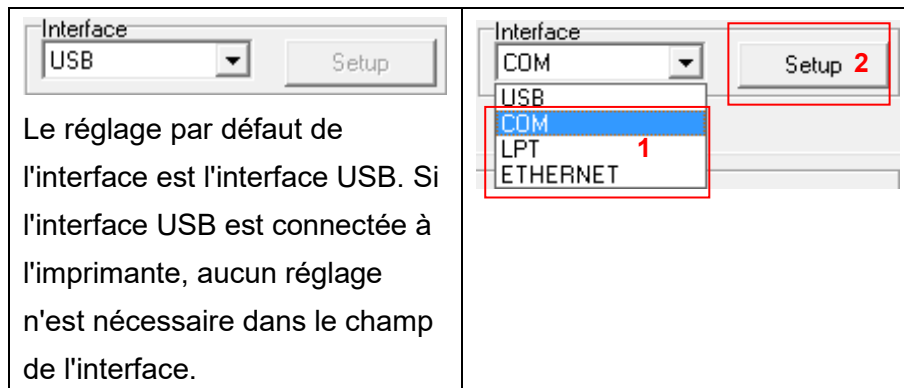 Interface
USB
Setup
Le réglage par défaut de
l'interface est l'interface USB. Si
l'interface USB est connectée à
l'imprimante, aucun réglage
n'est nécessaire dans le champ
de l'interface.
Interface
COM
Setup 2
USB
COM
LPT 1
ETHERNET